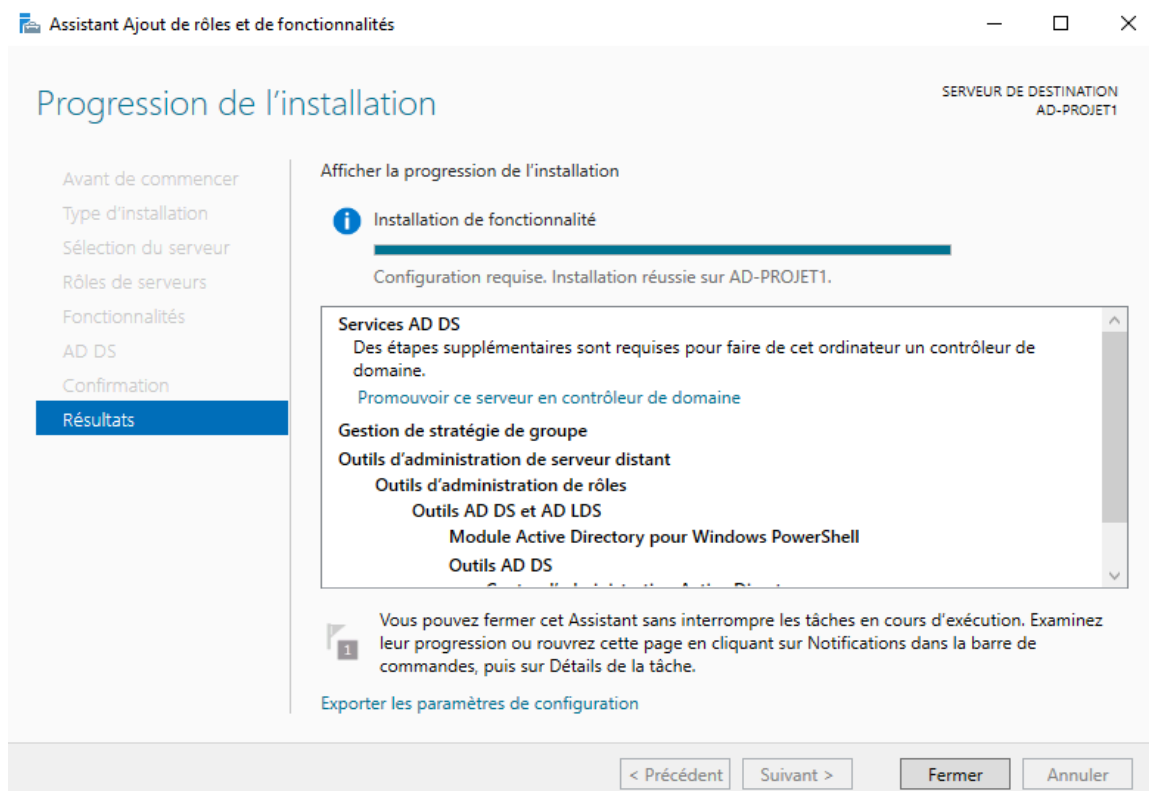 Assistant Ajout de rôles et de fonctionnalités
Progression de l'installation
SERVEUR DE DESTINATION
AD-PROJET1
Avant de commencer
Type d'installation
Sélection du serveur
Rôles de serveurs
Fonctionnalités
AD DS
Confirmation
Résultats
Afficher la progression de l'installation
Installation de fonctionnalité
Configuration requise. Installation réussie sur AD-PROJET1.
Services AD DS
Des étapes supplémentaires sont requises pour faire de cet ordinateur un contrôleur de
domaine.
Promouvoir ce serveur en contrôleur de domaine
Gestion de stratégie de groupe
Outils d'administration de serveur distant
Outils d'administration de rôles
Outils AD DS et AD LDS
Module Active Directory pour Windows PowerShell
Outils AD DS
1
Vous pouvez fermer cet Assistant sans interrompre les tâches en cours d'exécution. Examinez
leur progression ou rouvrez cette page en cliquant sur Notifications dans la barre de
commandes, puis sur Détails de la tâche.
Exporter les paramètres de configuration
< Précédent
Suivant >
Fermer
Annuler